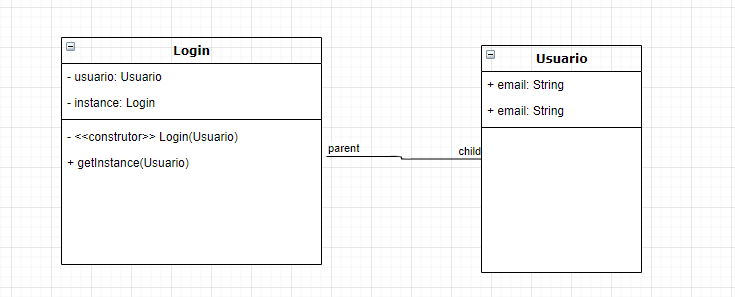 Login
- usuario: Usuario
- instance: Login
- <<construtor>> Login(Usuario)
+ getInstance(Usuario)
parent
child
Usuario
+ email: String
+ email: String